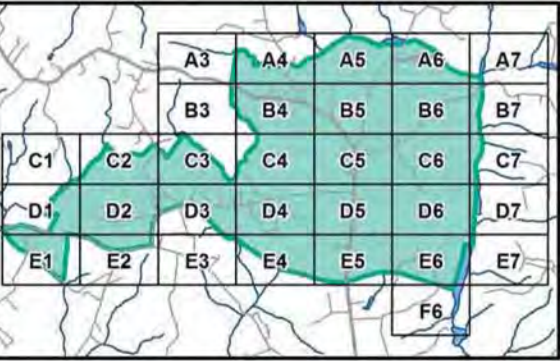 A3 A4 A5 A6 A7
B3 B4 B5 B6 B7
C1 C2 C3 C4 C5 C6 C7
D1 D2 D3 D4 D5 D6 D7
E1 E2 E3 E4 E5 E6 E7
F6